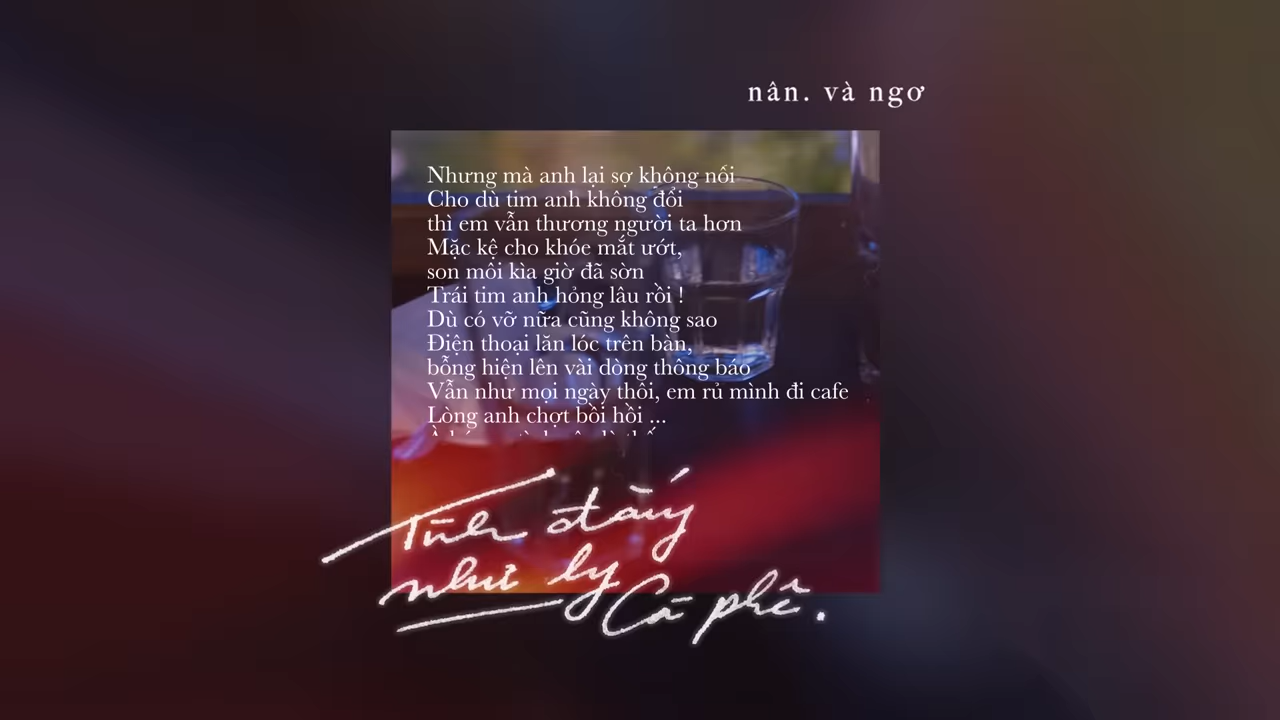 nân. và ngơ
Nhưng mà anh lại sợ không nổi
Cho dù tim anh không đổi
thì em vẫn thương người ta hơn
Mặc kệ cho khóe mắt ướt,
son môi kìa giờ đã sờn
Trái tim anh hỏng lâu rồi !
Dù có vỡ nữa cũng không sao
Điện thoại lăn lóc trên bàn,
bỗng hiện lên vài dòng thông báo
Vẫn như mọi ngày thôi, em rủ mình đi cafe
Lòng anh chợt bồi hồi ...
Tình đắng
như ly
Cà phê.